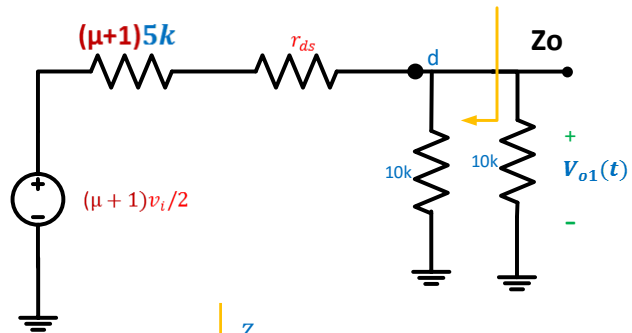 (μ+1)5k
r_ds
d
Zo
10k
10k
+
V_o1(t)
−
+
−
(μ + 1)v_i/2
Z